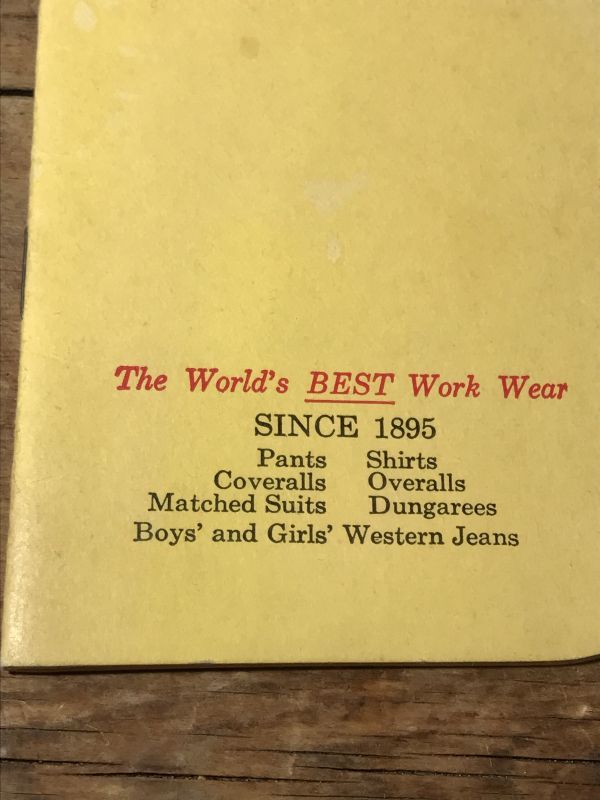 The World's BEST Work Wear
SINCE 1895
Pants Shirts
Coveralls Overalls
Matched Suits Dungarees
Boys' and Girls' Western Jeans